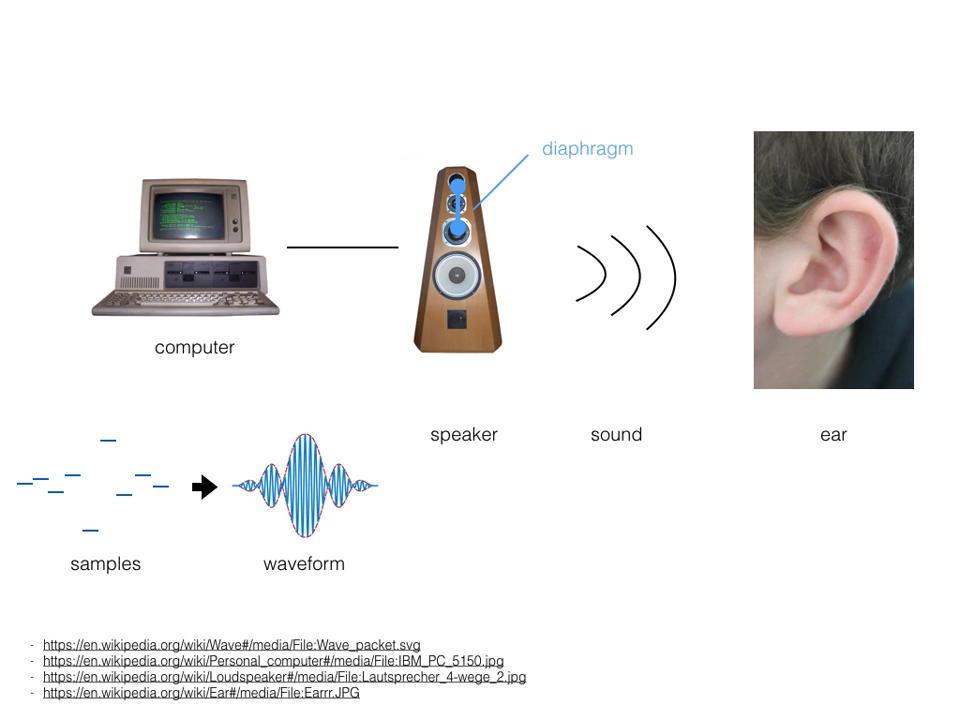 diaphragm
computer
speaker
sound
ear
samples
waveform
- https://en.wikipedia.org/wiki/Wave#/media/File:Wave_packet.svg
- https://en.wikipedia.org/wiki/Personal_computer#/media/File:IBM_PC_5150.jpg
- https://en.wikipedia.org/wiki/Loudspeaker#/media/File:Lautsprecher_4-wege_2.jpg
- https://en.wikipedia.org/wiki/Ear#/media/File:Earrr.JPG